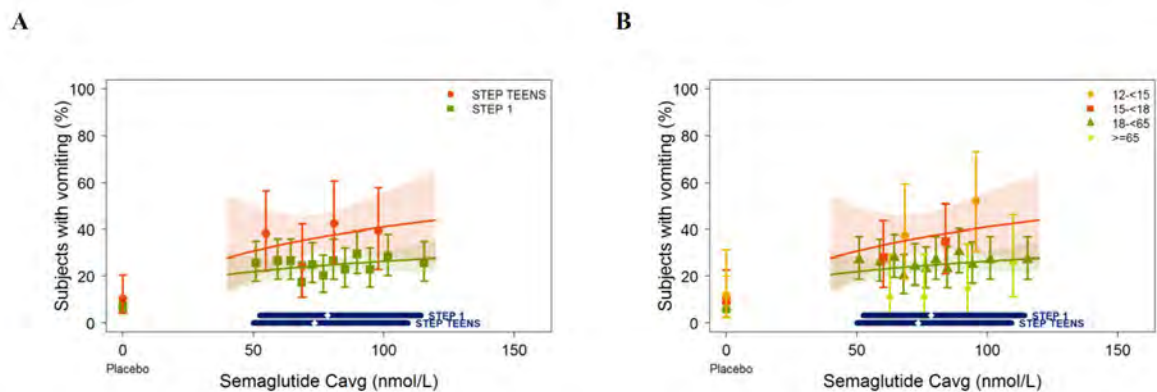 A
Subjects with vomiting (%)
100
80
60
40
20
0
STEP TEENS
STEP 1
STEP 1
STEP TEENS
0
50
100
150
Placebo
Semaglutide Cavg (nmol/L)
B
Subjects with vomiting (%)
100
80
60
40
20
0
12-<15
15-<18
18-<65
>=65
STEP 1
STEP TEENS
0
50
100
150
Placebo
Semaglutide Cavg (nmol/L)